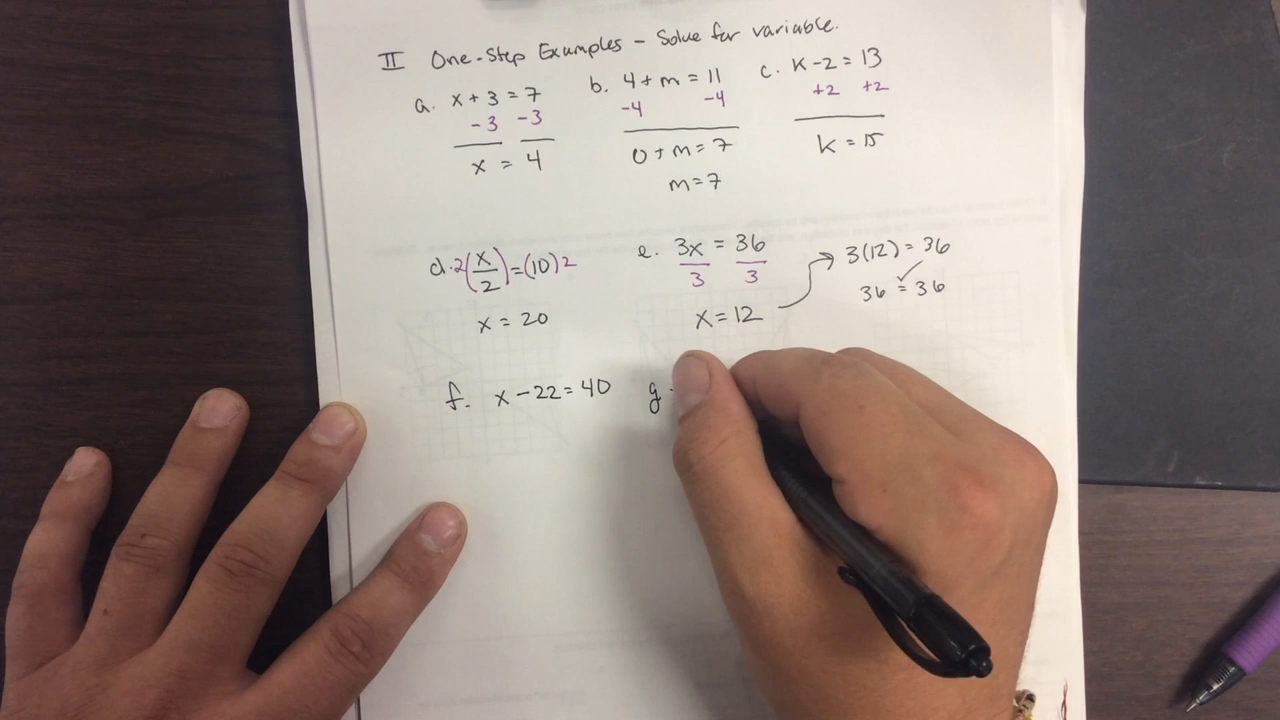 II One-Step Examples - Solve for variable.
a. x + 3 = 7
-3 -3
x = 4
b. 4 + m = 11
-4 -4
0 + m = 7
m = 7
c. k - 2 = 13
+2 +2
k = 15
d. 2(x/2) = (10)2
x = 20
e. 3x = 36
3 3
x = 12
3(12) = 36
36 = 36 ✓
f. x - 22 = 40
g.